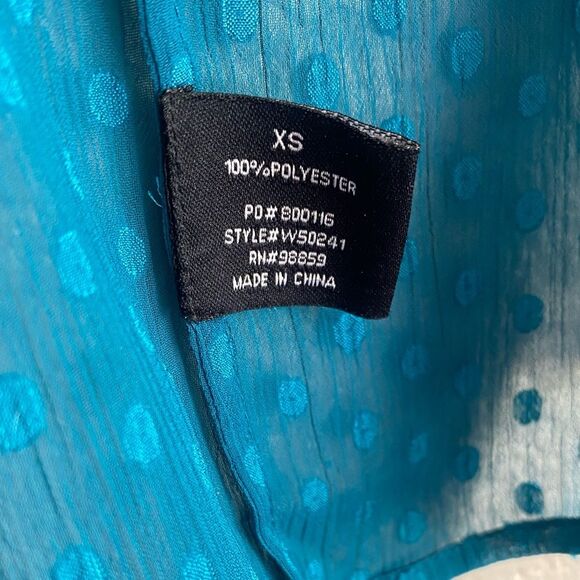 XS
100%POLYESTER
PO#800116
STYLE#W50241
RN#98859
MADE IN CHINA